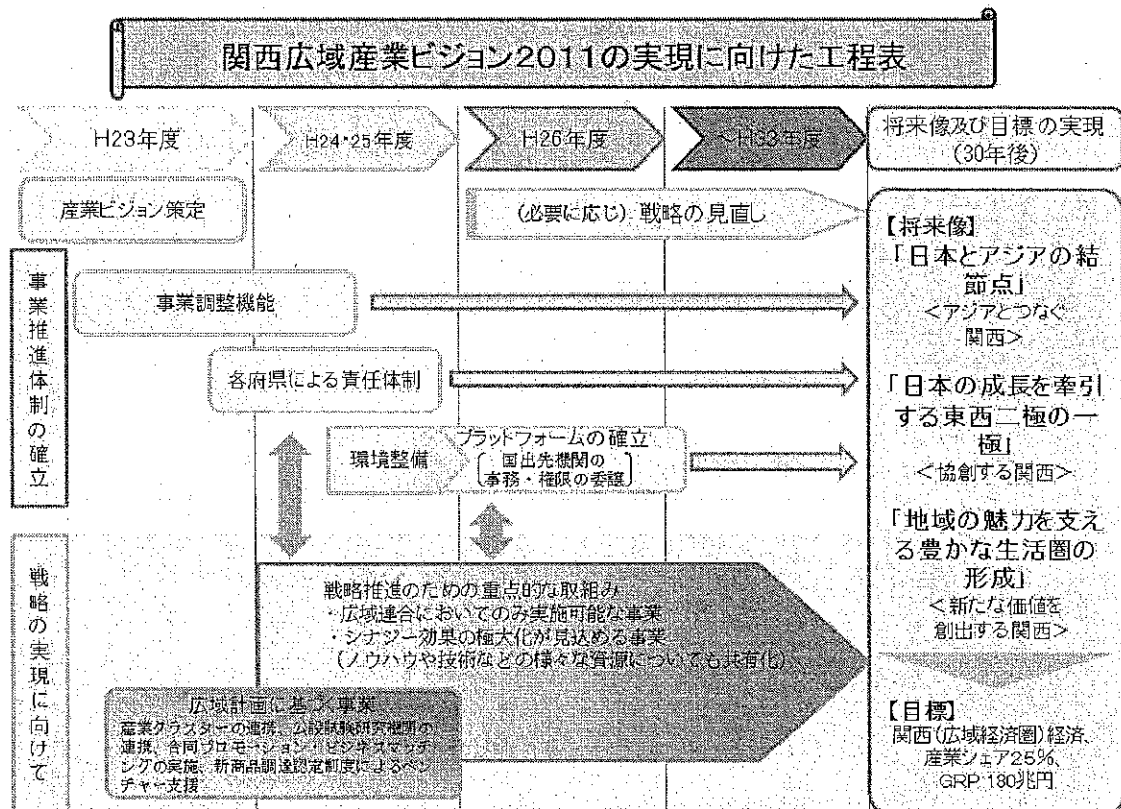 関西広域産業ビジョン2011の実現に向けた工程表
H23年度
H24・25年度
H26年度
～H33年度
将来像及び目標の実現
(30年後)
産業ビジョン策定
(必要に応じ) 戦略の見直し
事業推進体制の確立
事業調整機能
各府県による責任体制
環境整備
プラットフォームの確立
国出先機関の
事務・権限の委譲
戦略の実現に向けて
戦略推進のための重点的な取組み
・広域連合においてのみ実施可能な事業
・シナジー効果の極大化が見込める事業
(ノウハウや技術などの様々な資源についても共有化)
広域計画に基づく事業
産業クラスターの連携、公設試験研究機関の
連携、合同プロモーション・ビジネスマッチ
ングの実施、新商品調達認定制度によるベン
チャー支援
【将来像】
「日本とアジアの結
節点」
＜アジアとつなぐ
関西＞
「日本の成長を牽引
する東西二極の一
極」
＜協創する関西＞
「地域の魅力を支え
る豊かな生活圏の
形成」
＜新たな価値を
創出する関西＞
【目標】
関西(広域経済圏)経済、
産業シェア25%、
GRP 180兆円